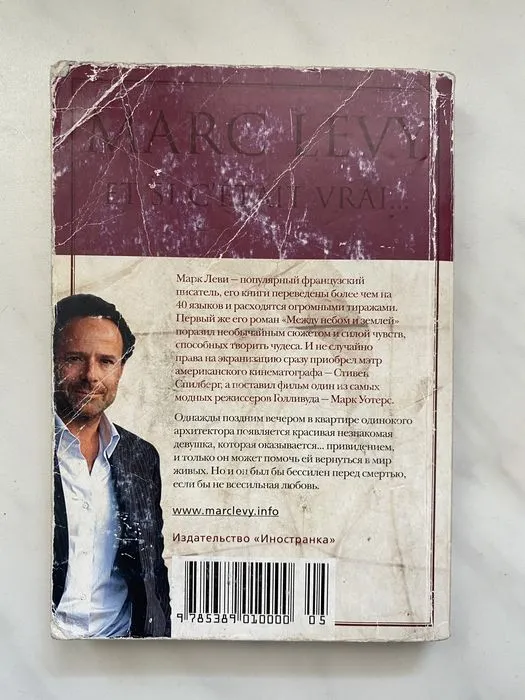 MARC LEVY
ET SI C'ÉTAIT VRAI...
Марк Леви — популярный французский
писатель, его книги переведены более чем на
40 языков и расходятся огромными тиражами.
Первый же его роман «Между небом и землей»
поразил необычайным сюжетом и силой чувств,
способных творить чудеса. И не случайно
права на экранизацию сразу приобрел мэтр
американского кинематографа — Стивен
Спилберг, а поставил фильм один из самых
модных режиссеров Голливуда — Марк Уотерс.
Однажды поздним вечером в квартире одинокого
архитектора появляется красивая незнакомая
девушка, которая оказывается... привидением,
и только он может помочь ей вернуться в мир
живых. Но и он был бы бессилен перед смертью,
если бы не всесильная любовь.
www.marclevy.info
Издательство «Иностранка»
9 785389 010000 05